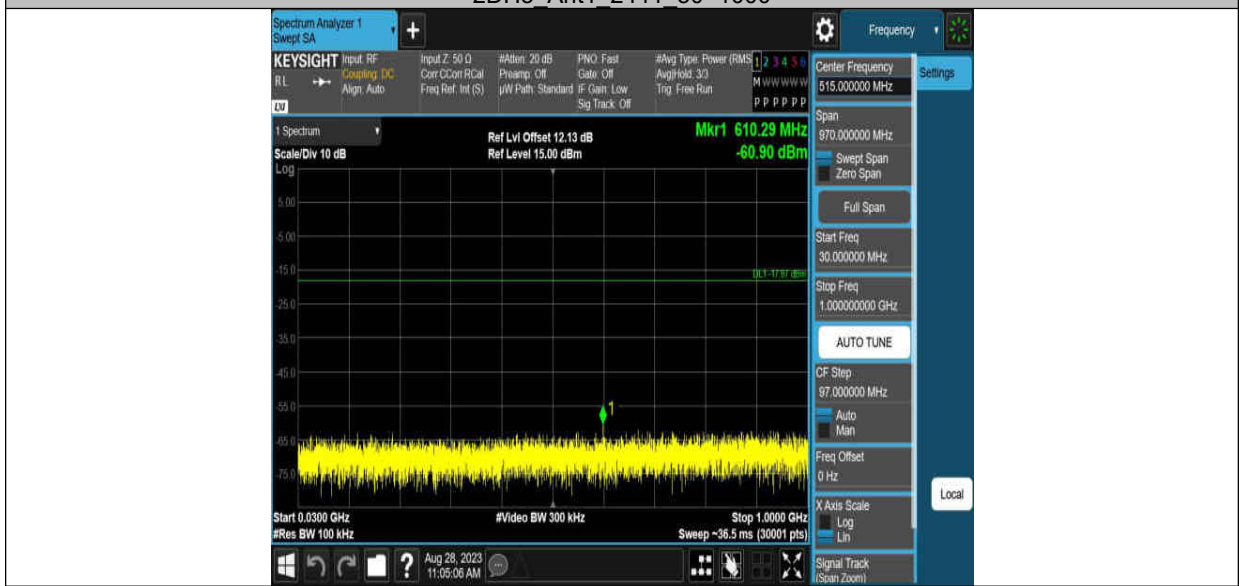 Spectrum Analyzer 1
Swept SA
+
Frequency
KEYSIGHT
RL
LXI
Input: RF
Coupling: DC
Align: Auto
Input Z: 50 Ω
Corr CCorr RCal
Freq Ref: Int (S)
#Atten: 20 dB
Preamp: Off
µW Path: Standard
PNO: Fast
Gate: Off
IF Gain: Low
Sig Track: Off
#Avg Type: Power (RMS
Avg|Hold: 3/3
Trig: Free Run
1 2 3 4 5 6
M W W W W W
P P P P P P
1 Spectrum
Scale/Div 10 dB
Log
Ref Lvl Offset 12.13 dB
Ref Level 15.00 dBm
Mkr1 610.29 MHz
-60.90 dBm
5.00
-5.00
-15.0
DL1 -17.97 dBm
-25.0
-35.0
-45.0
-55.0
1
-65.0
-75.0
Start 0.0300 GHz
#Res BW 100 kHz
#Video BW 300 kHz
Stop 1.0000 GHz
Sweep ~36.5 ms (30001 pts)
?
Aug 28, 2023
11:05:06 AM
Center Frequency
515.000000 MHz
Settings
Span
970.000000 MHz
Swept Span
Zero Span
Full Span
Start Freq
30.000000 MHz
Stop Freq
1.000000000 GHz
AUTO TUNE
CF Step
97.000000 MHz
Auto
Man
Freq Offset
0 Hz
X Axis Scale
Log
Lin
Local
Signal Track
(Span Zoom)